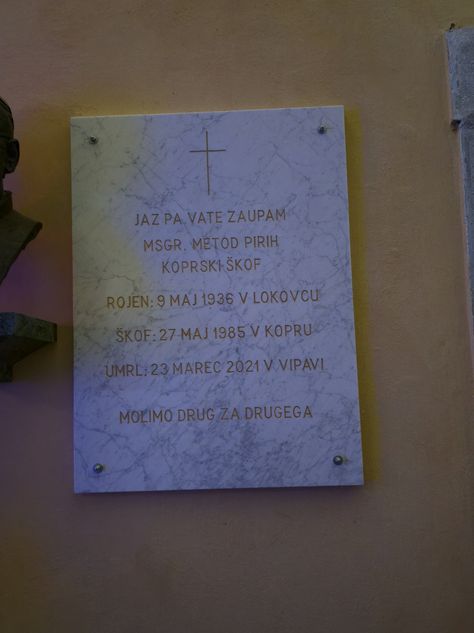 JAZ PA VATE ZAUPAM
MSGR. METOD PIRIH
KOPRSKI ŠKOF
ROJEN: 9 MAJ 1936 V LOKOVCU
ŠKOF: 27 MAJ 1985 V KOPRU
UMRL: 23 MAREC 2021 V VIPAVI
MOLIMO DRUG ZA DRUGEGA